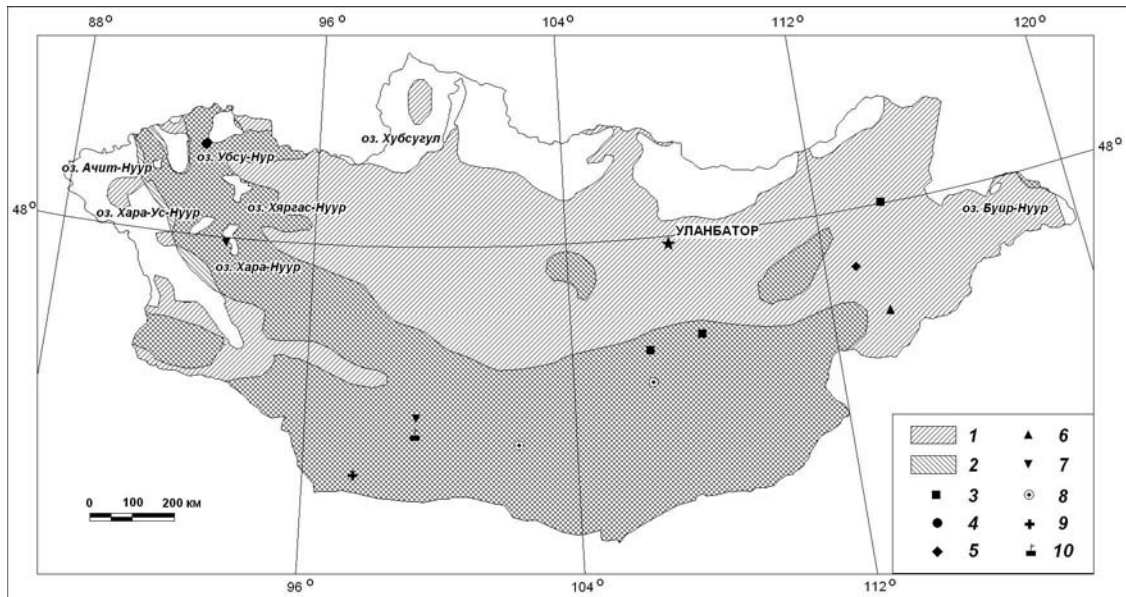 88°
96°
104°
112°
120°
оз. Хубсугул
оз. Убсу-Нур
оз. Ачит-Нуур
48°
48°
оз. Хяргас-Нуур
оз. Хара-Ус-Нуур
оз. Буйр-Нуур
УЛАНБАТОР
оз. Хара-Нуур
1
6
2
7
3
8
4
9
5
10
0 100 200 км
96°
104°
112°